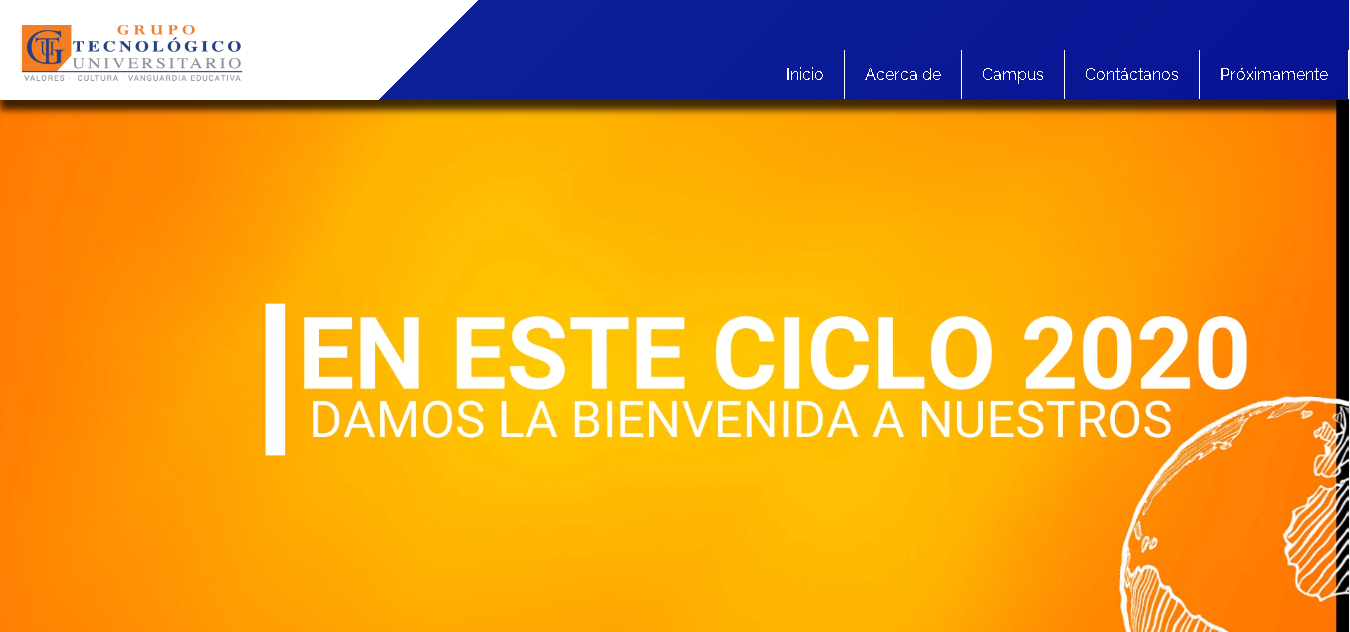 GRUPO
TECNOLÓGICO
UNIVERSITARIO
VALORES · CULTURA · VANGUARDIA EDUCATIVA
Inicio
Acerca de
Campus
Contáctanos
Próximamente
EN ESTE CICLO 2020
DAMOS LA BIENVENIDA A NUESTROS